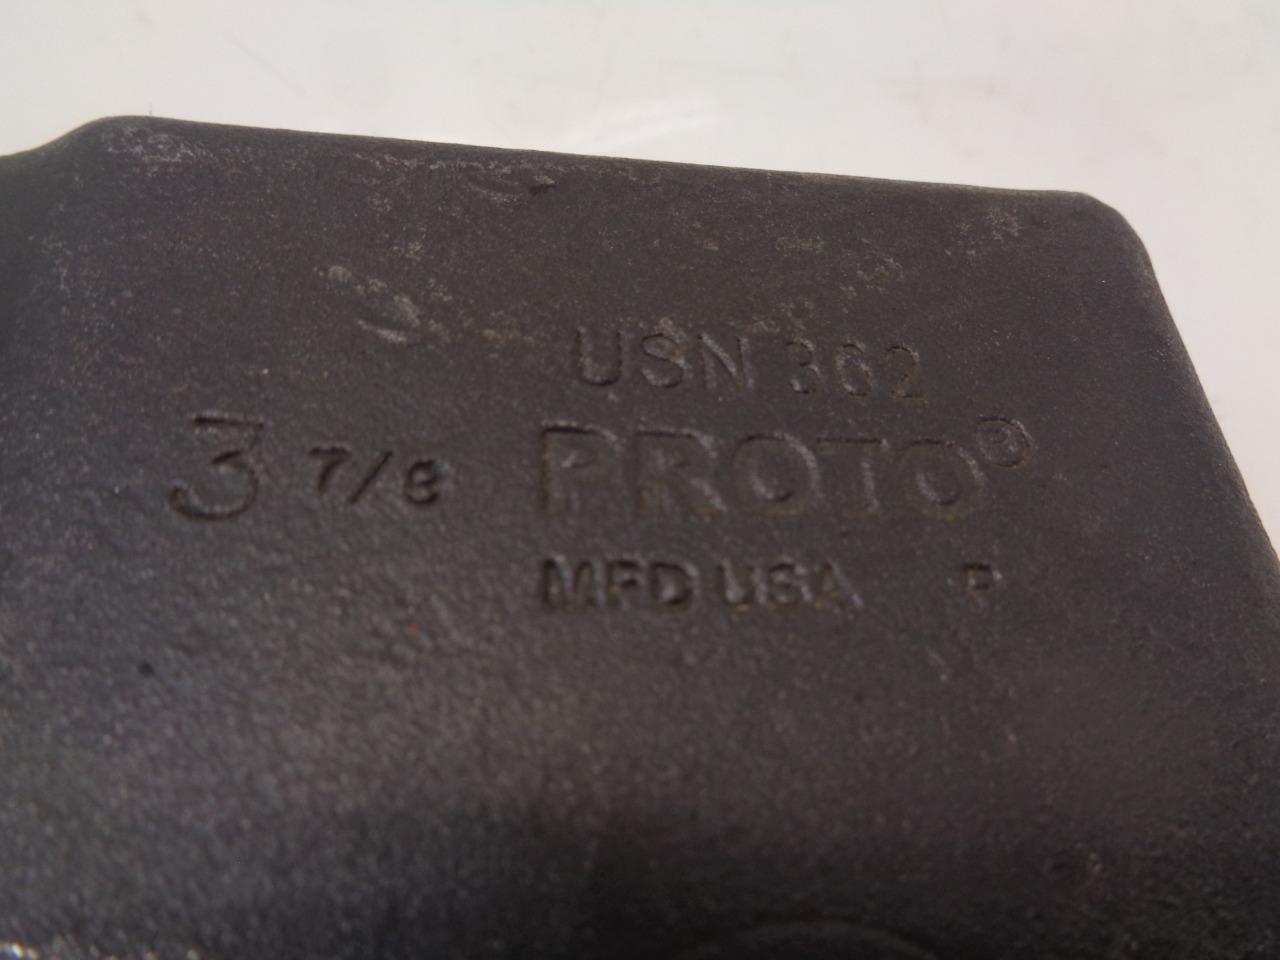 USN 362
3 7/8 PROTO®
MFD USA P